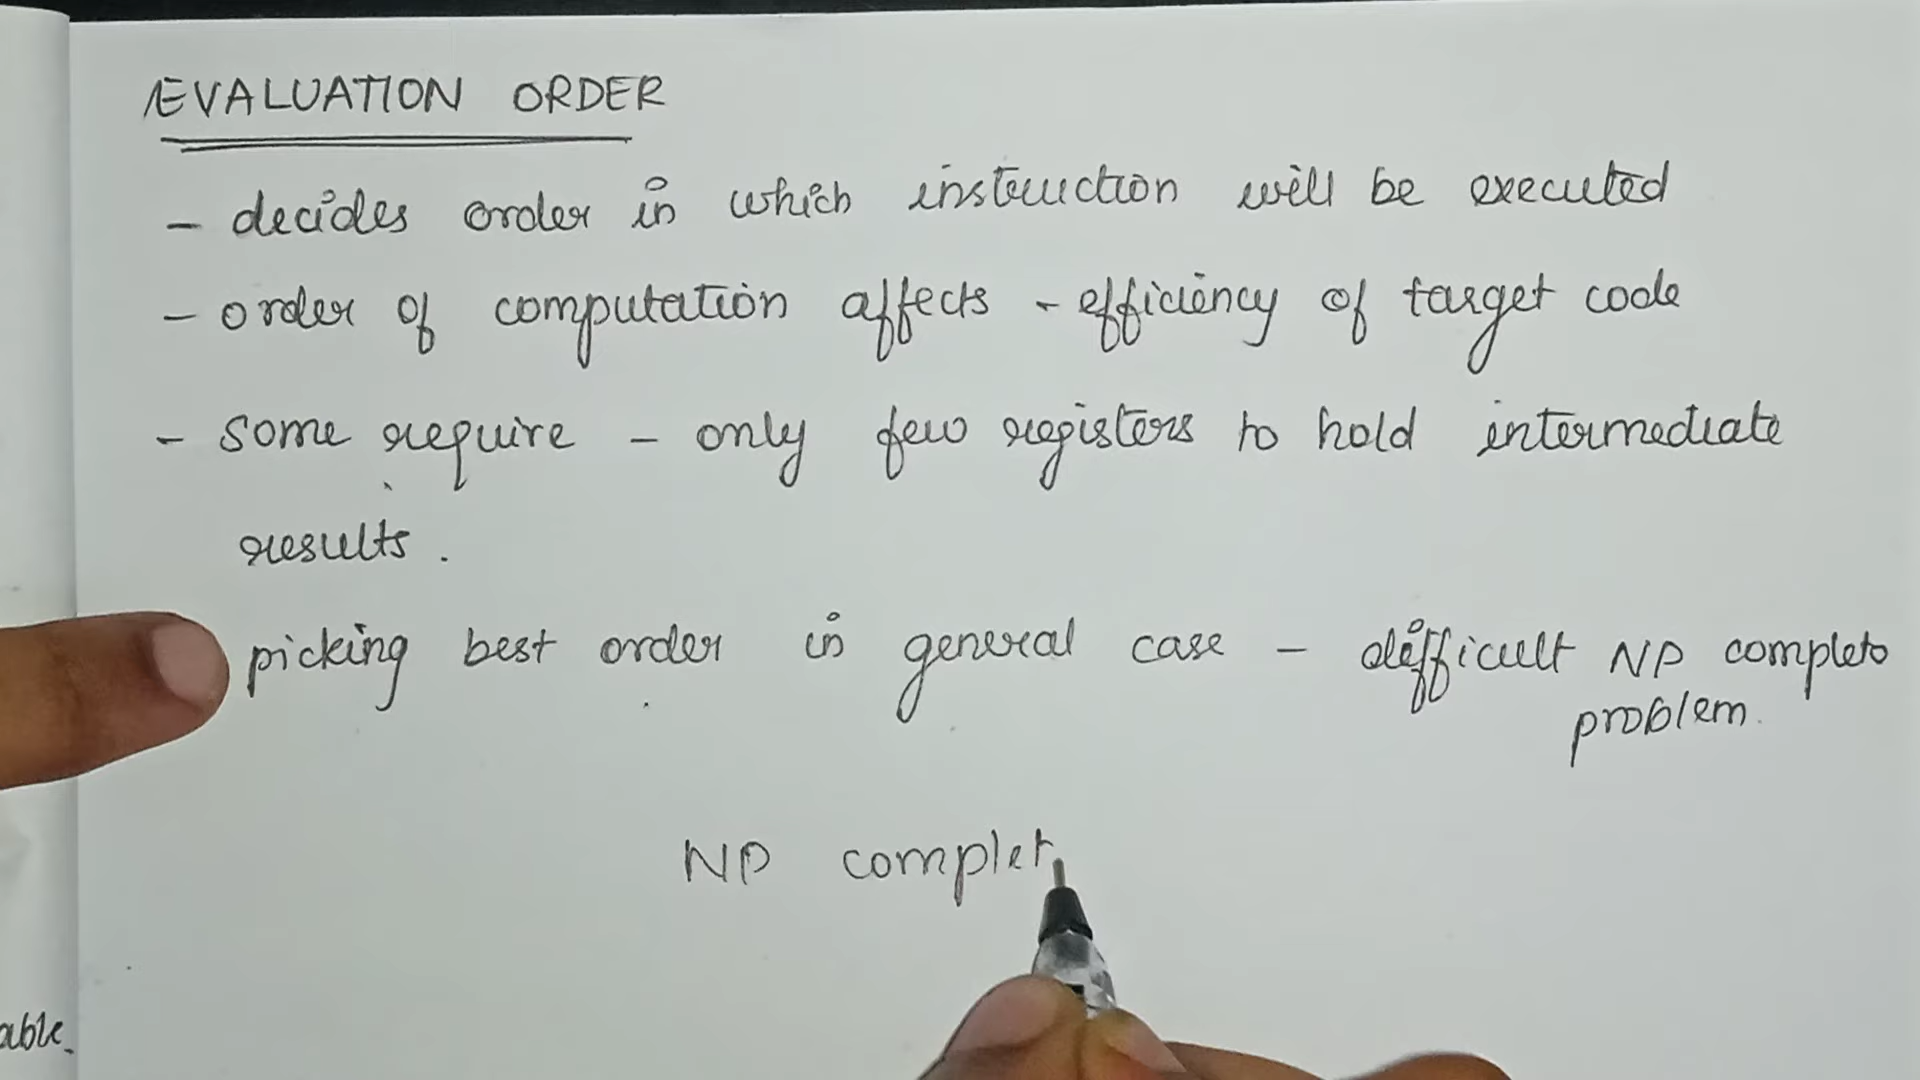 EVALUATION ORDER
- decides order in which instruction will be executed
- order of computation affects - efficiency of target code
- some require - only few registers to hold intermediate
results.
picking best order in general case - difficult NP complete
problem.
NP complet
able.